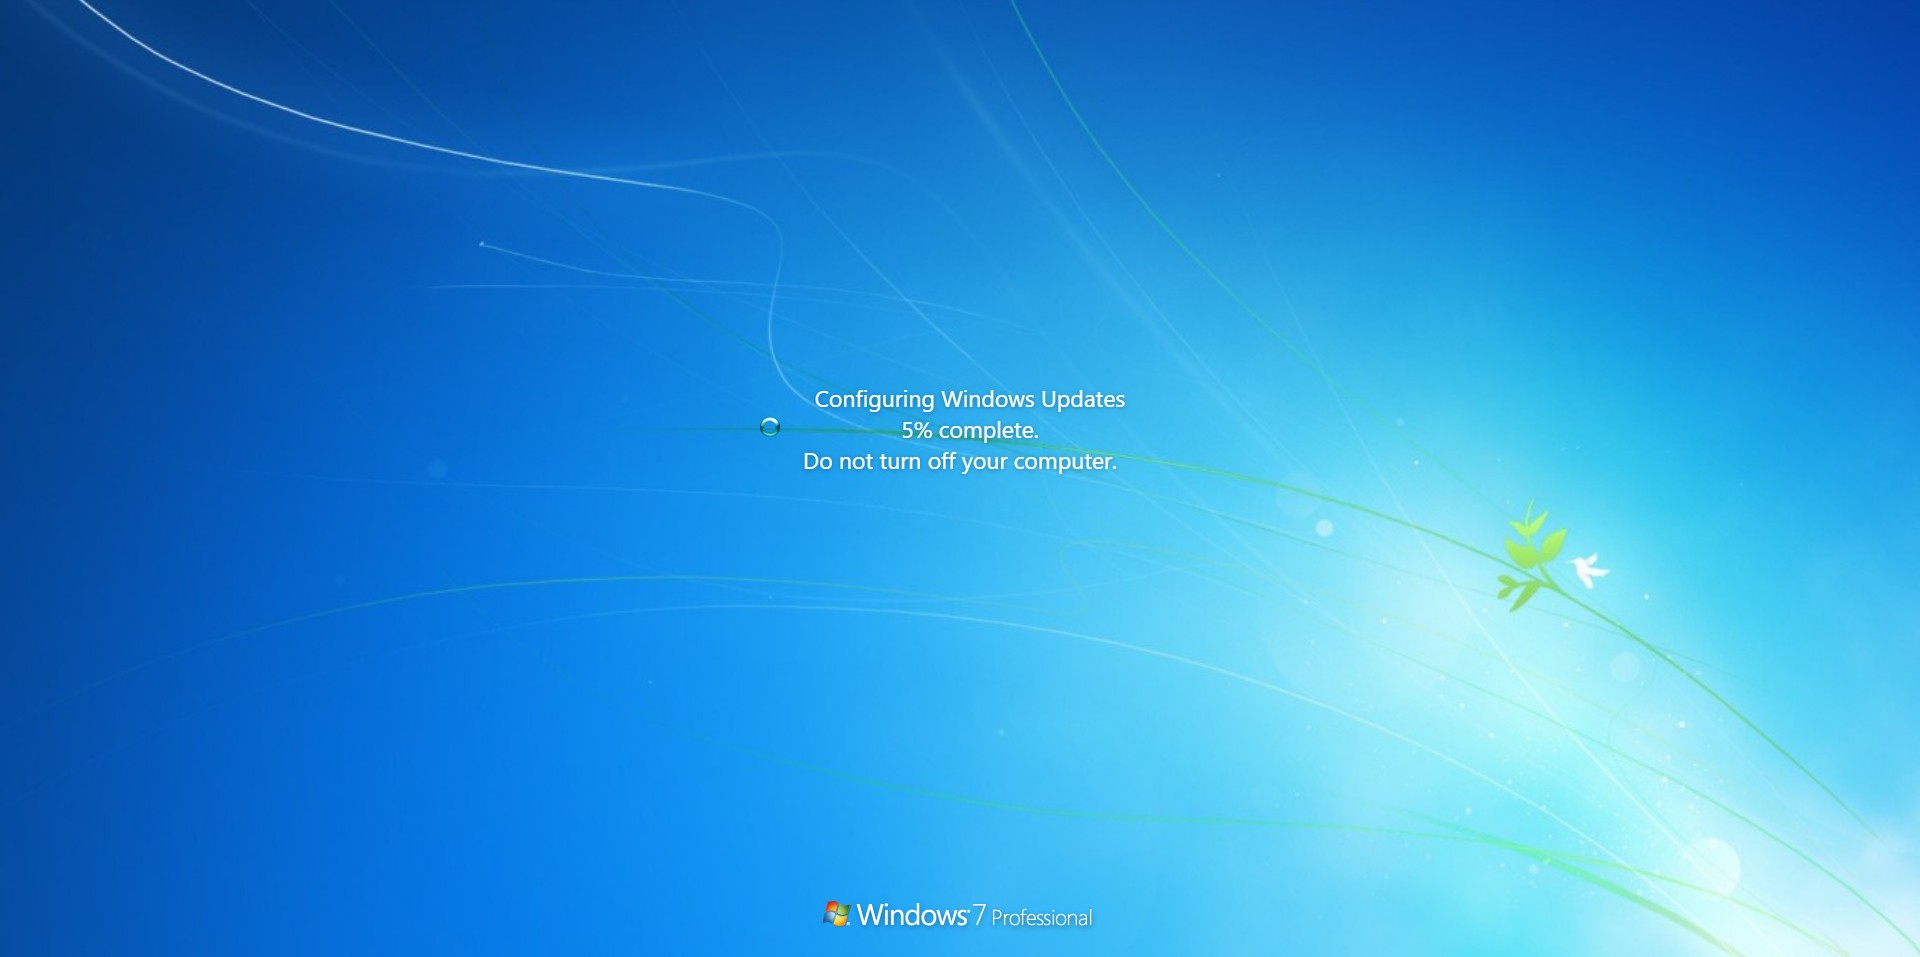 Configuring Windows Updates
5% complete.
Do not turn off your computer.
Windows 7 Professional